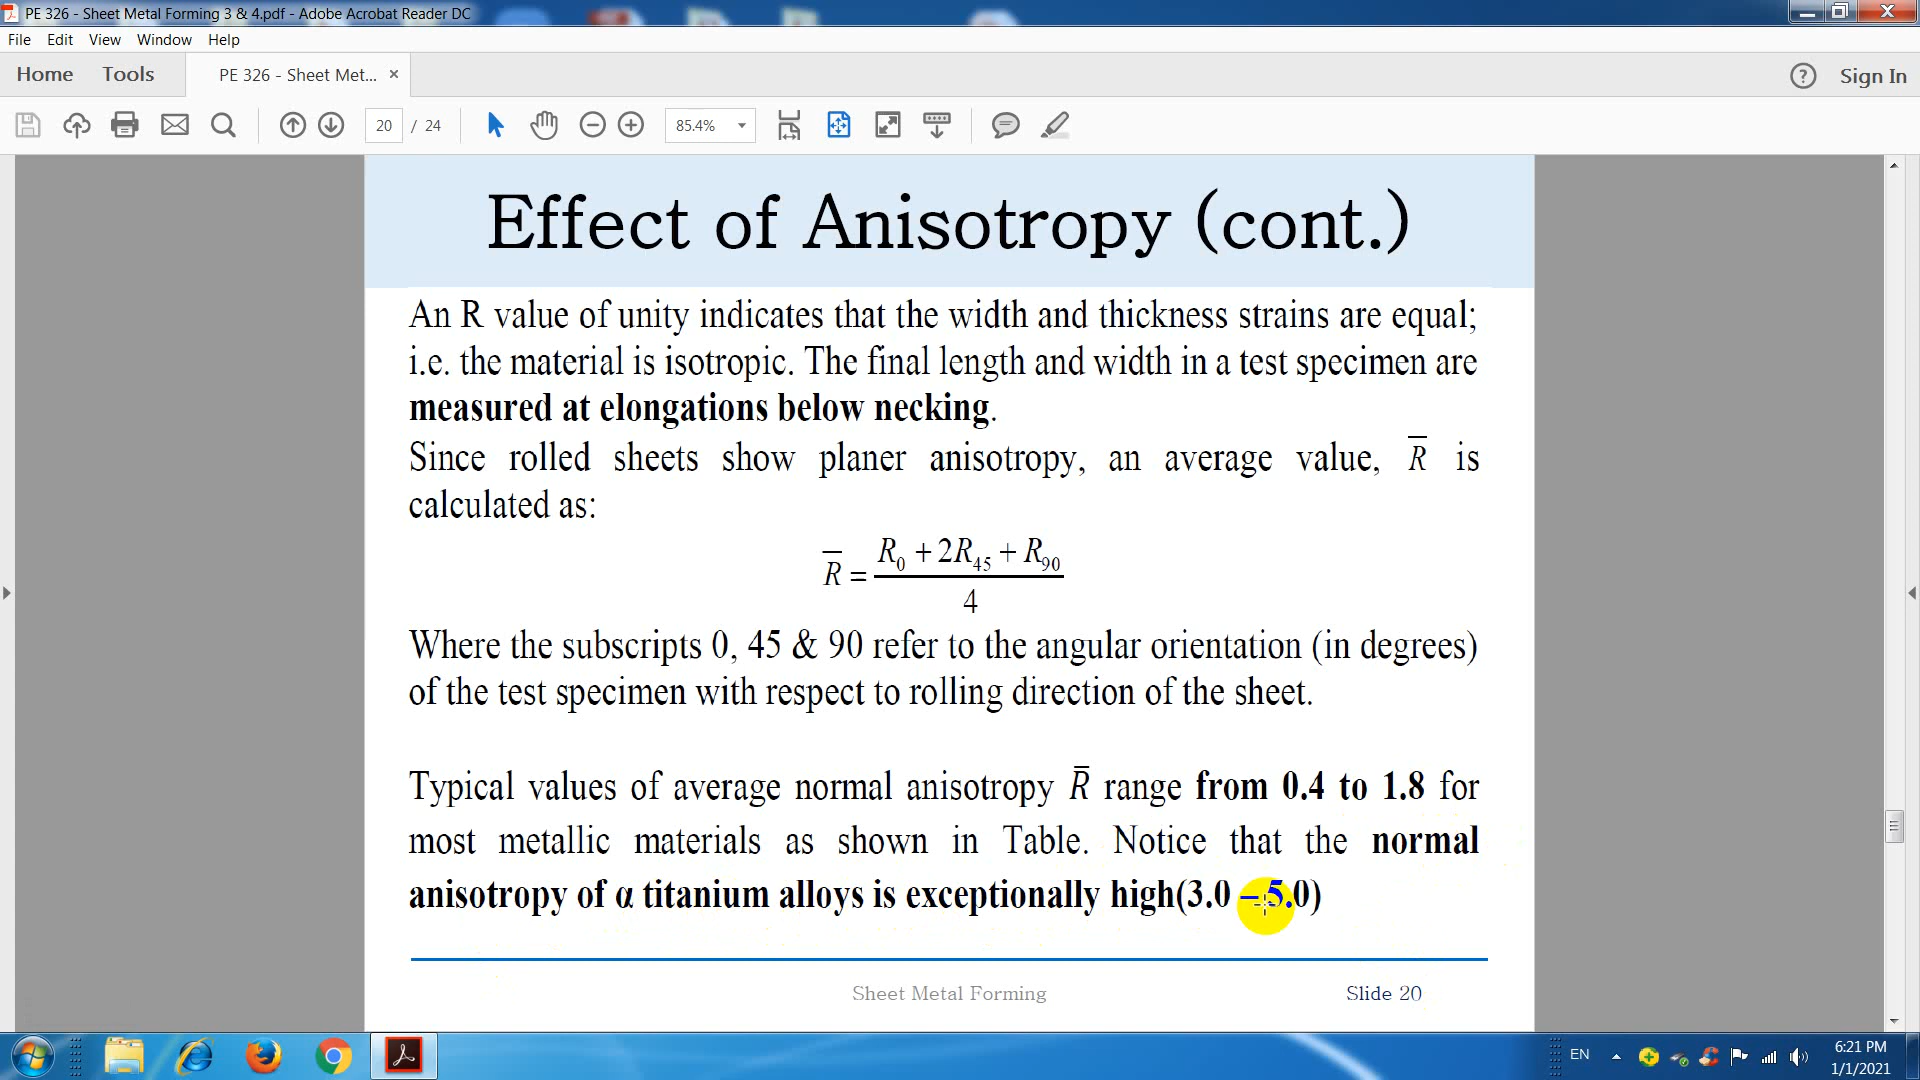 PE 326 - Sheet Metal Forming 3 & 4.pdf - Adobe Acrobat Reader DC
File Edit View Window Help
Home Tools PE 326 - Sheet Met... × ? Sign In
20 / 24 85.4%
Effect of Anisotropy (cont.)
An R value of unity indicates that the width and thickness strains are equal;
i.e. the material is isotropic. The final length and width in a test specimen are
measured at elongations below necking.
Since rolled sheets show planer anisotropy, an average value, R̅ is
calculated as:
R̅ = (R₀ + 2R₄₅ + R₉₀) / 4
Where the subscripts 0, 45 & 90 refer to the angular orientation (in degrees)
of the test specimen with respect to rolling direction of the sheet.
Typical values of average normal anisotropy R̅ range from 0.4 to 1.8 for
most metallic materials as shown in Table. Notice that the normal
anisotropy of α titanium alloys is exceptionally high(3.0 – 5.0)
Sheet Metal Forming Slide 20
EN 6:21 PM
1/1/2021